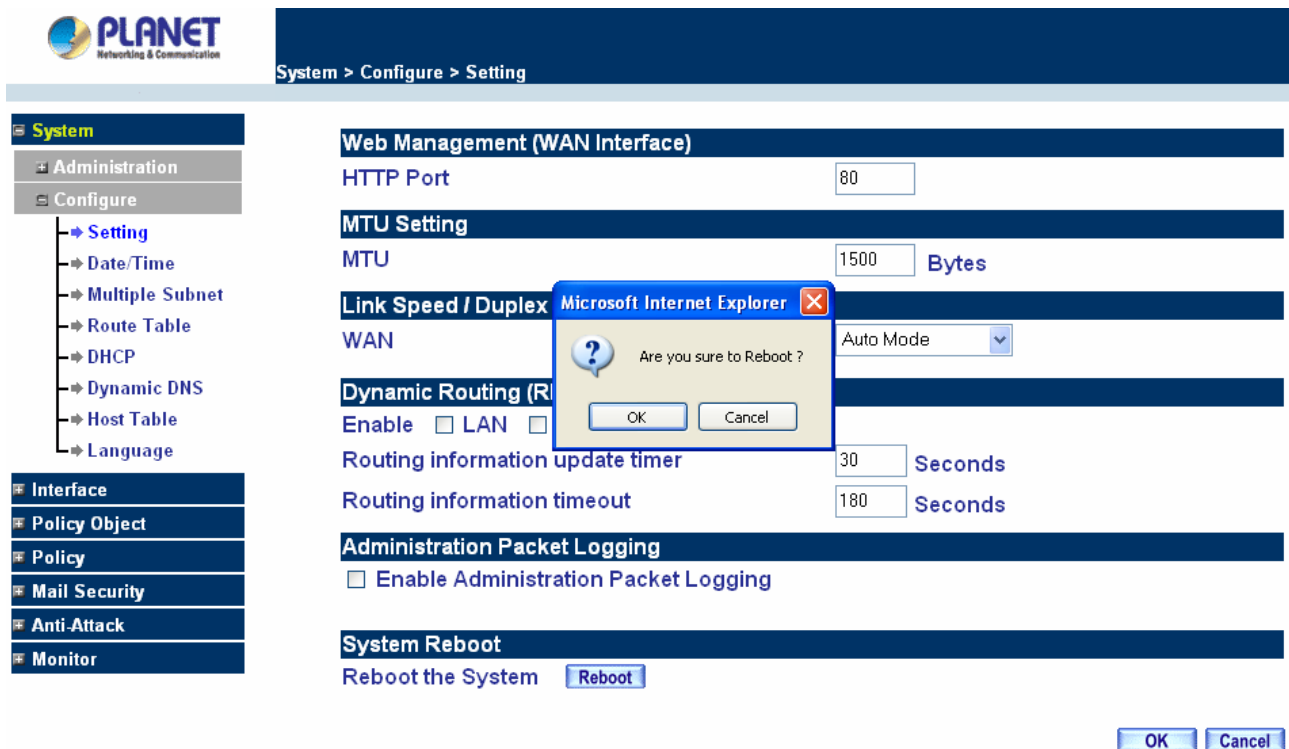 PLANET
Networking & Communication
System > Configure > Setting
System
Administration
Configure
Setting
Date/Time
Multiple Subnet
Route Table
DHCP
Dynamic DNS
Host Table
Language
Interface
Policy Object
Policy
Mail Security
Anti-Attack
Monitor
Web Management (WAN Interface)
HTTP Port 80
MTU Setting
MTU 1500 Bytes
Link Speed / Duplex
WAN Auto Mode
Microsoft Internet Explorer
Are you sure to Reboot ?
OK Cancel
Dynamic Routing
Enable LAN
Routing information update timer 30 Seconds
Routing information timeout 180 Seconds
Administration Packet Logging
Enable Administration Packet Logging
System Reboot
Reboot the System Reboot
OK Cancel